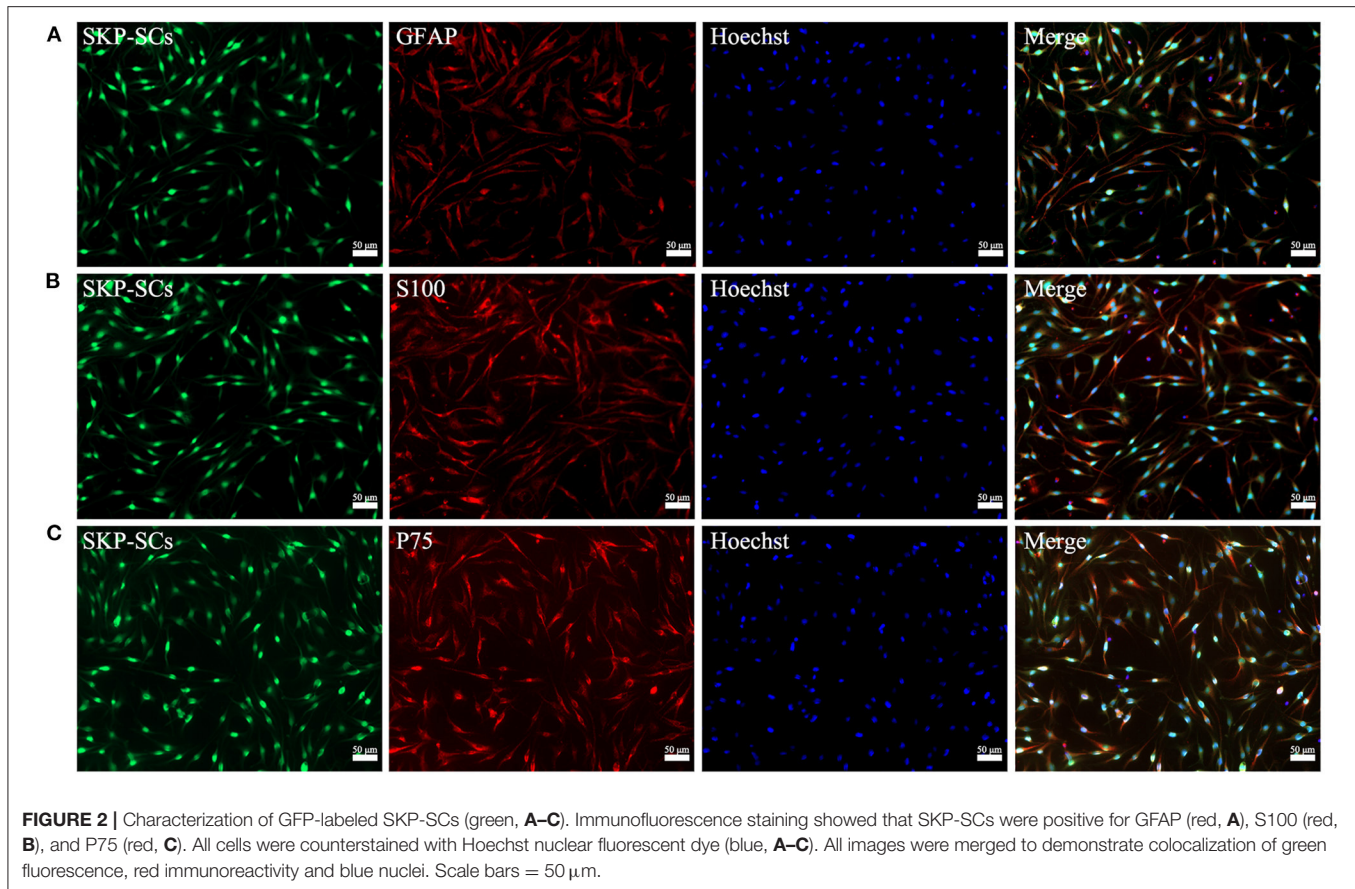 A
SKP-SCs
GFAP
Hoechst
Merge
50 μm
50 μm
50 μm
50 μm
B
SKP-SCs
S100
Hoechst
Merge
50 μm
50 μm
50 μm
50 μm
C
SKP-SCs
P75
Hoechst
Merge
50 μm
50 μm
50 μm
50 μm
FIGURE 2 | Characterization of GFP-labeled SKP-SCs (green, A–C). Immunofluorescence staining showed that SKP-SCs were positive for GFAP (red, A), S100 (red,
B), and P75 (red, C). All cells were counterstained with Hoechst nuclear fluorescent dye (blue, A–C). All images were merged to demonstrate colocalization of green
fluorescence, red immunoreactivity and blue nuclei. Scale bars = 50 μm.